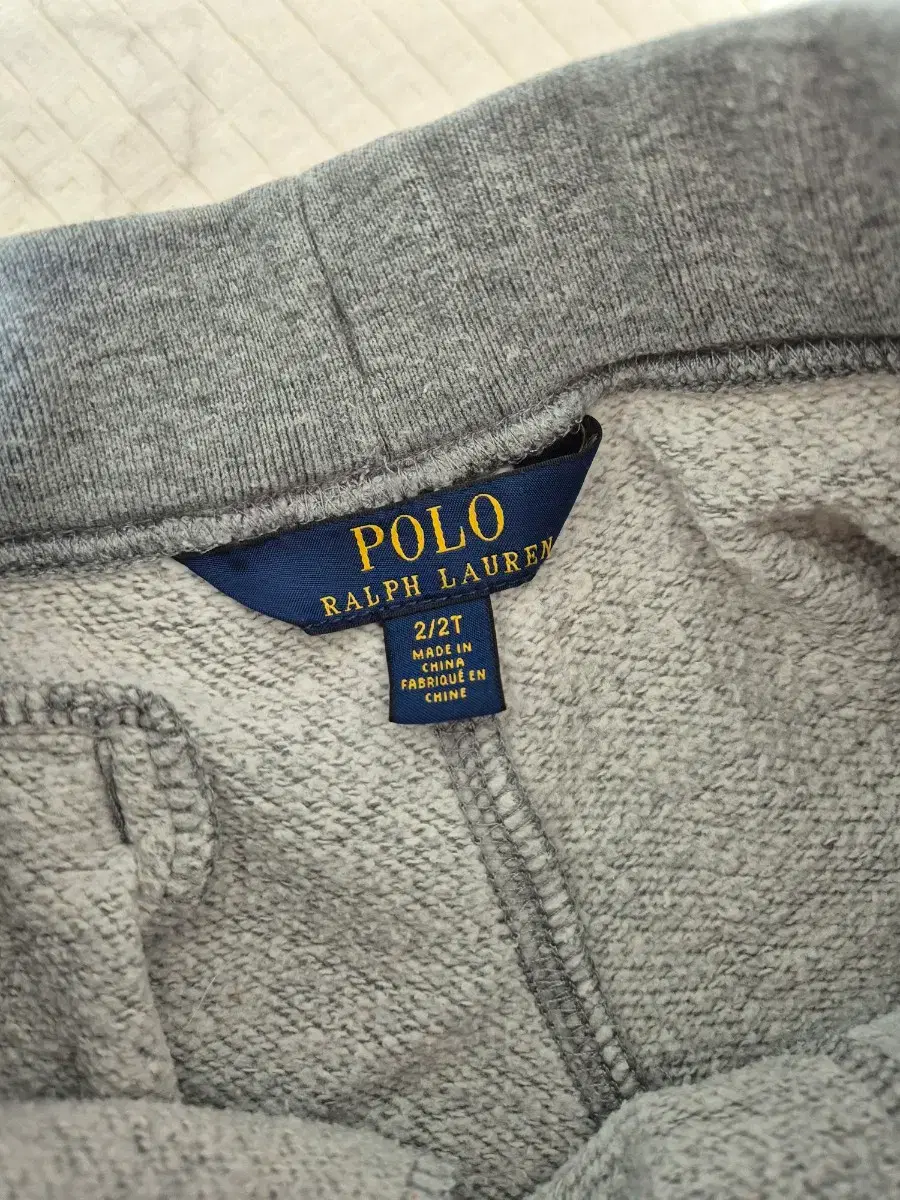 POLO
RALPH LAUREN
2/2T
MADE IN
CHINA
FABRIQUÉ EN
CHINE